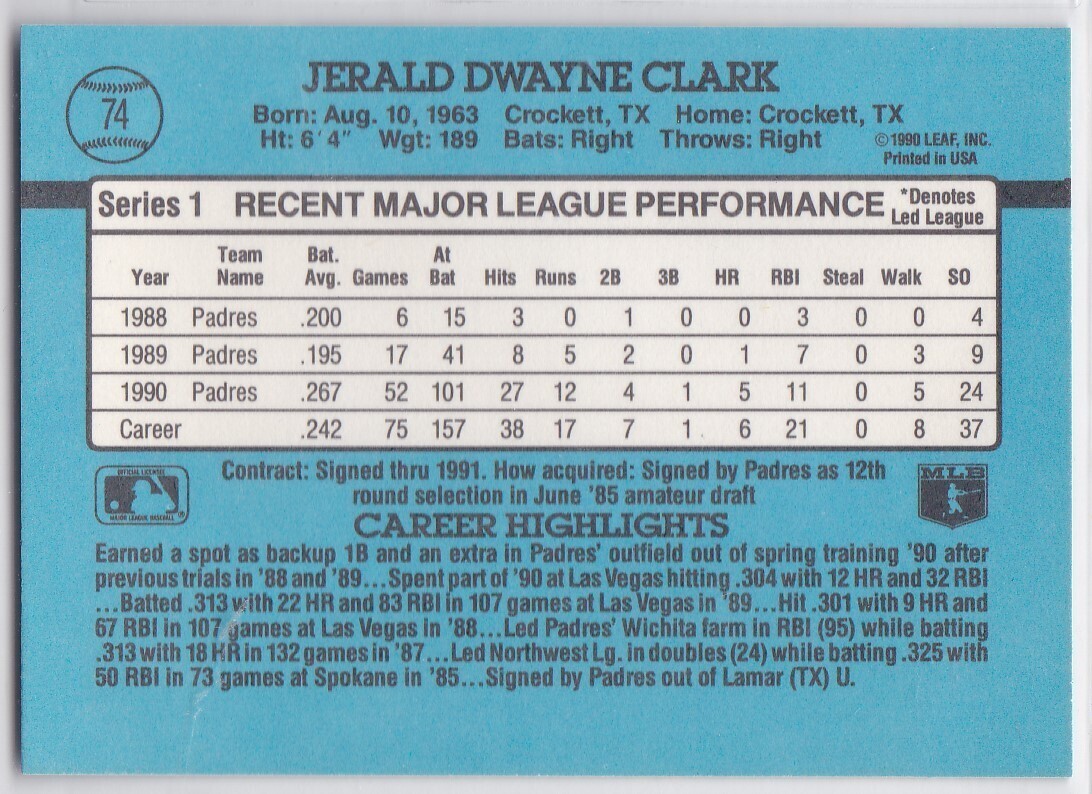 74
JERALD DWAYNE CLARK
Born: Aug. 10, 1963 Crockett, TX Home: Crockett, TX
Ht: 6' 4" Wgt: 189 Bats: Right Throws: Right
©1990 LEAF, INC.
Printed in USA
Series 1 RECENT MAJOR LEAGUE PERFORMANCE *Denotes Led League
Year Team Name Bat. Avg. Games At Bat Hits Runs 2B 3B HR RBI Steal Walk SO
1988 Padres .200 6 15 3 0 1 0 0 3 0 0 4
1989 Padres .195 17 41 8 5 2 0 1 7 0 3 9
1990 Padres .267 52 101 27 12 4 1 5 11 0 5 24
Career .242 75 157 38 17 7 1 6 21 0 8 37
OFFICIAL LICENSEE
MAJOR LEAGUE BASEBALL®
Contract: Signed thru 1991. How acquired: Signed by Padres as 12th
round selection in June '85 amateur draft
MLB
CAREER HIGHLIGHTS
Earned a spot as backup 1B and an extra in Padres' outfield out of spring training '90 after
previous trials in '88 and '89...Spent part of '90 at Las Vegas hitting .304 with 12 HR and 32 RBI
...Batted .313 with 22 HR and 83 RBI in 107 games at Las Vegas in '89...Hit .301 with 9 HR and
67 RBI in 107 games at Las Vegas in '88...Led Padres' Wichita farm in RBI (95) while batting
.313 with 18 HR in 132 games in '87...Led Northwest Lg. in doubles (24) while batting .325 with
50 RBI in 73 games at Spokane in '85...Signed by Padres out of Lamar (TX) U.